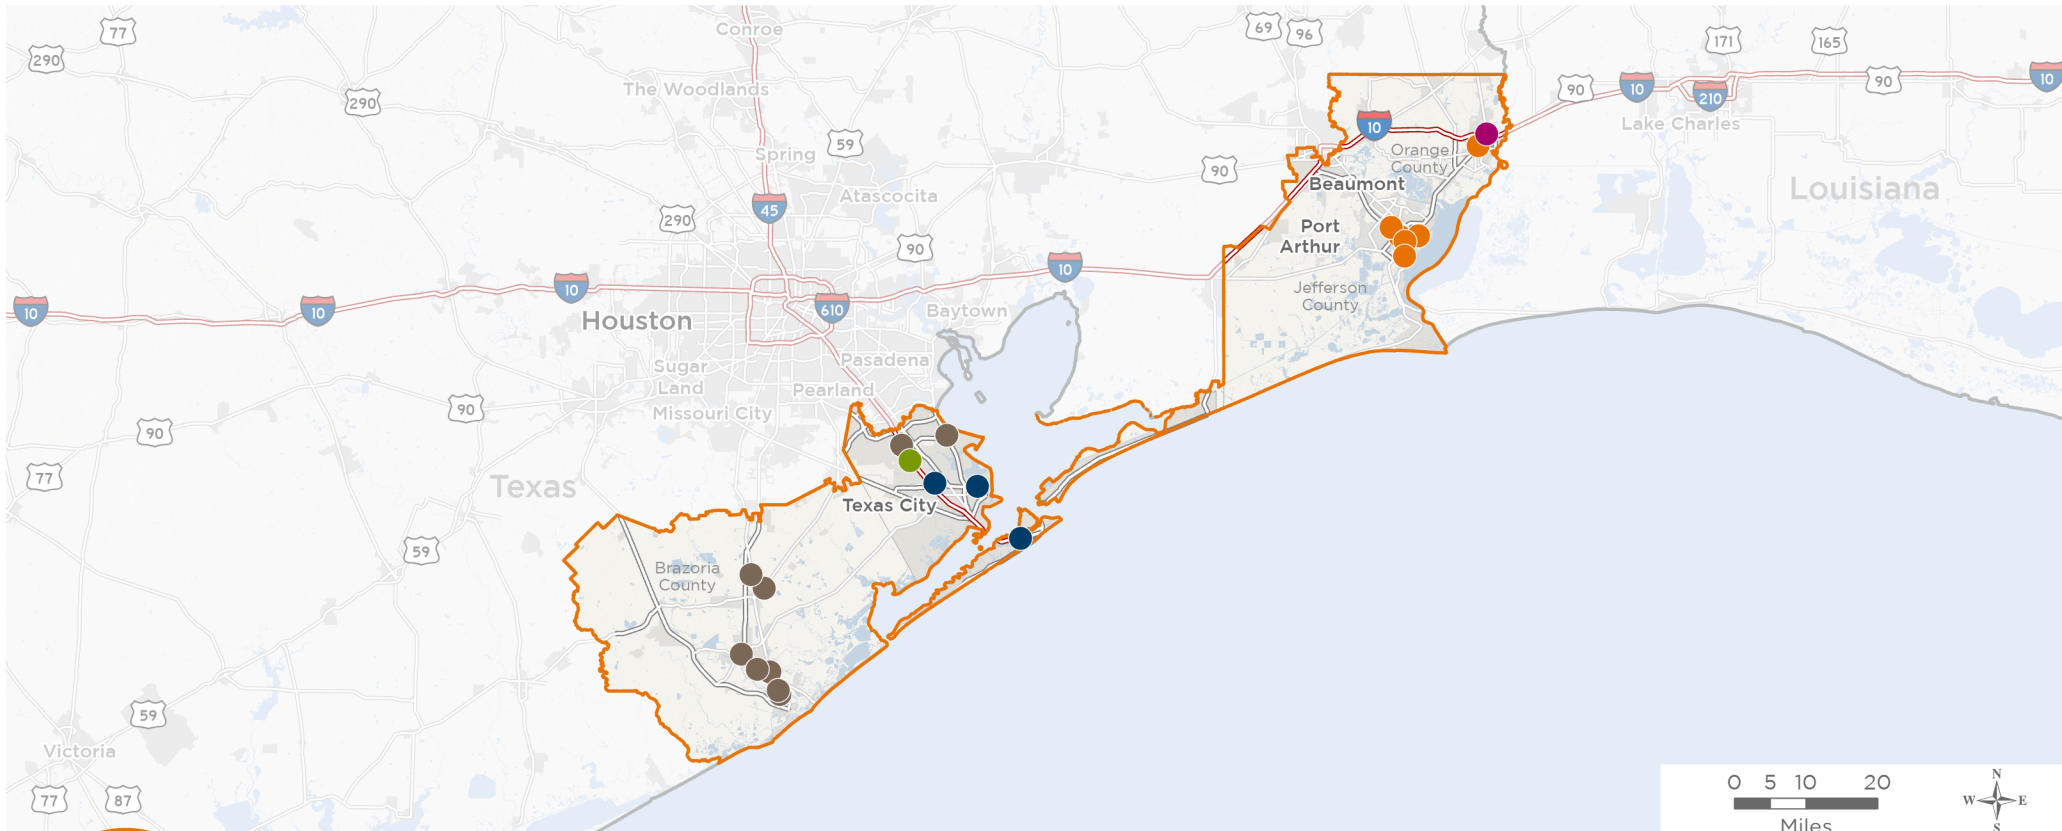 77
69
96
171
165
Conroe
290
10
90
90
10
The Woodlands
290
210
Lake Charles
10
59
Spring
Orange
County
90
Beaumont
Louisiana
Atascocita
45
290
Port
Arthur
90
10
10
Jefferson
County
10
10
Houston
610
Baytown
Pasadena
Sugar
Land
Pearland
Missouri City
90
90
77
Texas
Texas City
59
Brazoria
County
59
Victoria
77
87
0 5 10 20
Miles
N
W E
S